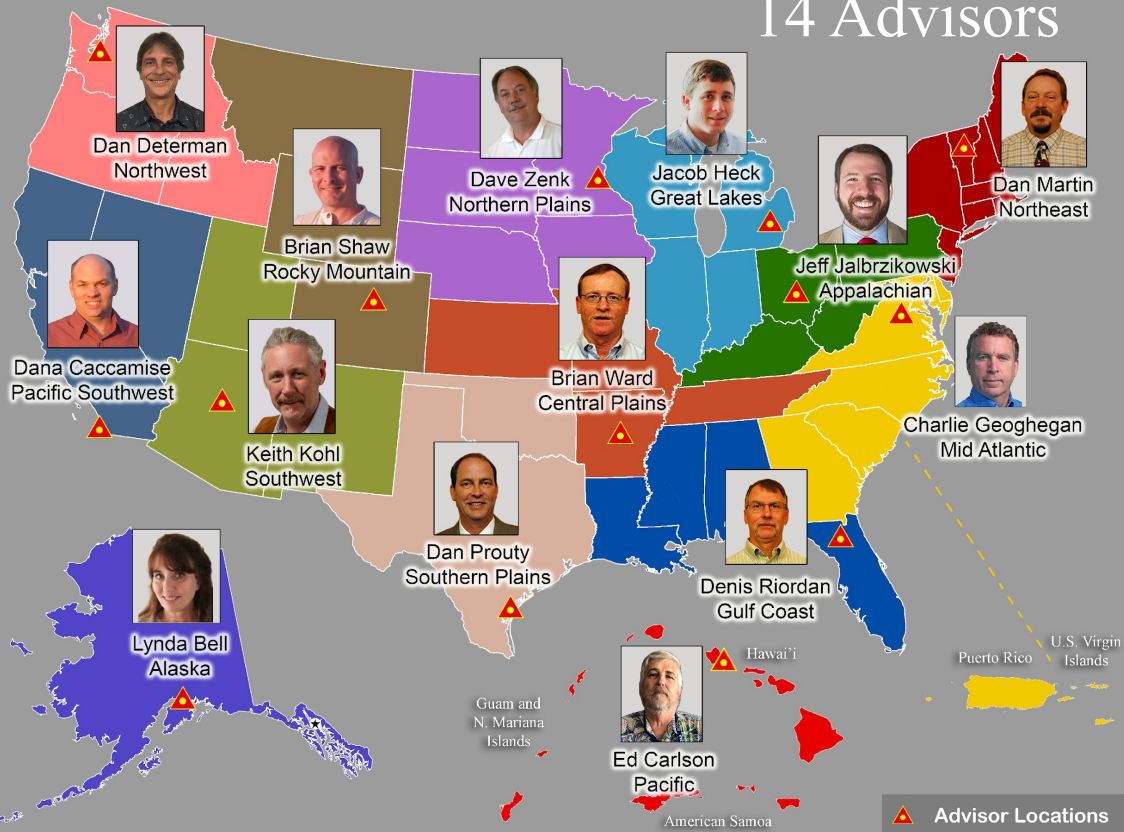 14 Advisors
Dan Determan
Northwest
Dave Zenk
Northern Plains
Jacob Heck
Great Lakes
Dan Martin
Northeast
Brian Shaw
Rocky Mountain
Jeff Jalbrzikowski
Appalachian
Dana Caccamise
Pacific Southwest
Brian Ward
Central Plains
Charlie Geoghegan
Mid Atlantic
Keith Kohl
Southwest
Dan Prouty
Southern Plains
Denis Riordan
Gulf Coast
Lynda Bell
Alaska
Hawai'i
Puerto Rico
U.S. Virgin
Islands
Guam and
N. Mariana
Islands
Ed Carlson
Pacific
American Samoa
Advisor Locations